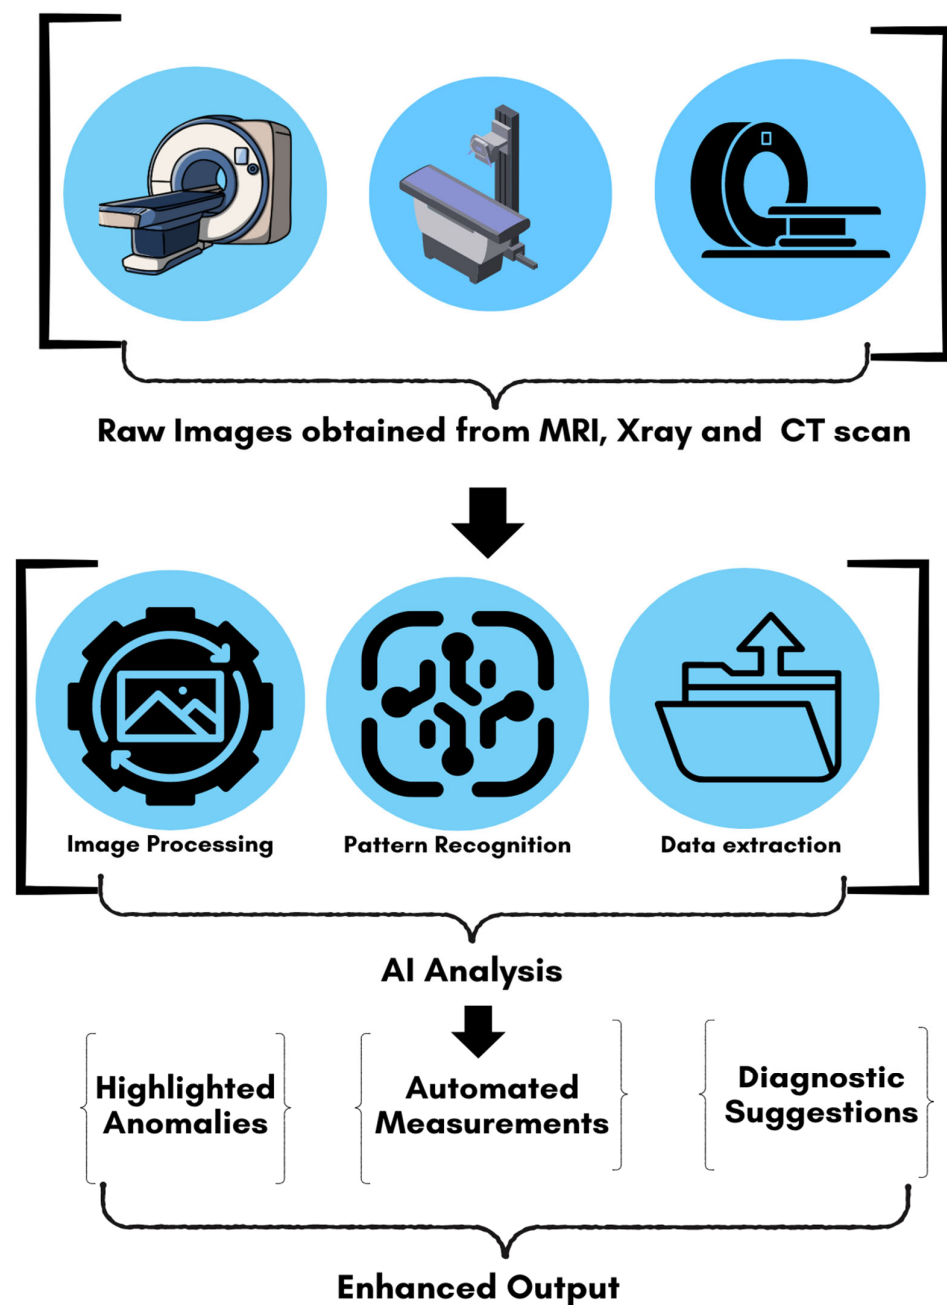 Raw Images obtained from MRI, Xray and CT scan
Image Processing
Pattern Recognition
Data extraction
AI Analysis
Highlighted
Anomalies
Automated
Measurements
Diagnostic
Suggestions
Enhanced Output